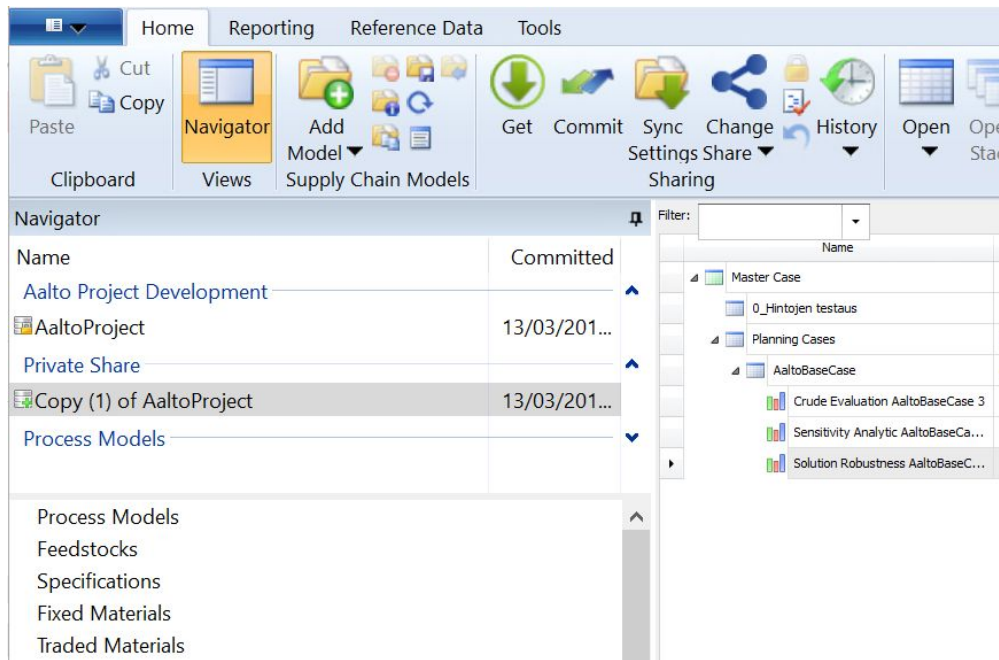 Home Reporting Reference Data Tools
Cut
Copy
Paste
Navigator
Add
Model
Get Commit Sync
Settings
Change
Share
History
Open
Ope
Stac
Clipboard Views Supply Chain Models Sharing
Navigator
Name Committed
Aalto Project Development
AaltoProject 13/03/201...
Private Share
Copy (1) of AaltoProject 13/03/201...
Process Models
Process Models
Feedstocks
Specifications
Fixed Materials
Traded Materials
Filter:
Name
Master Case
0_Hintojen testaus
Planning Cases
AaltoBaseCase
Crude Evaluation AaltoBaseCase 3
Sensitivity Analytic AaltoBaseCa...
Solution Robustness AaltoBaseC...